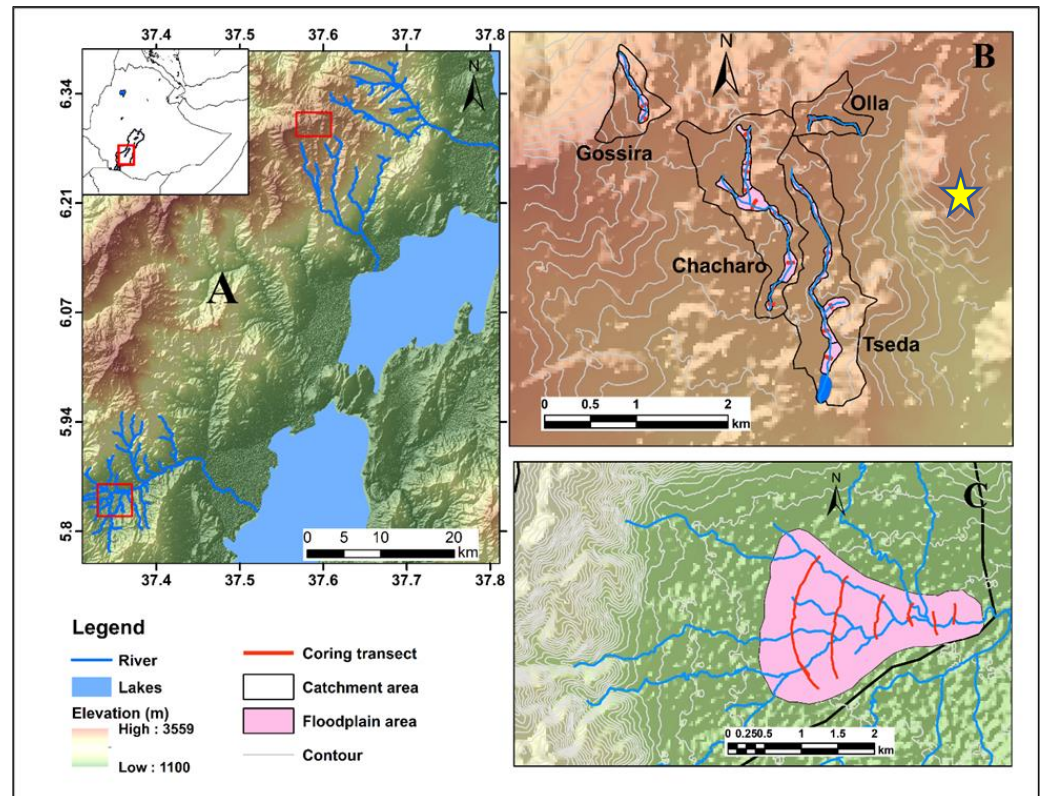 37.4 37.5 37.6 37.7 37.8
6.34
6.21
6.07
5.94
5.8
N
A
0 5 10 20
km
37.4 37.5 37.6 37.7 37.8
N
B
Olla
Gossira
Chacharo
Tseda
0 0.5 1 2
km
N
C
0 0.25 0.5 1 1.5 2
km
Legend
River
Lakes
Elevation (m)
High : 3559
Low : 1100
Coring transect
Catchment area
Floodplain area
Contour